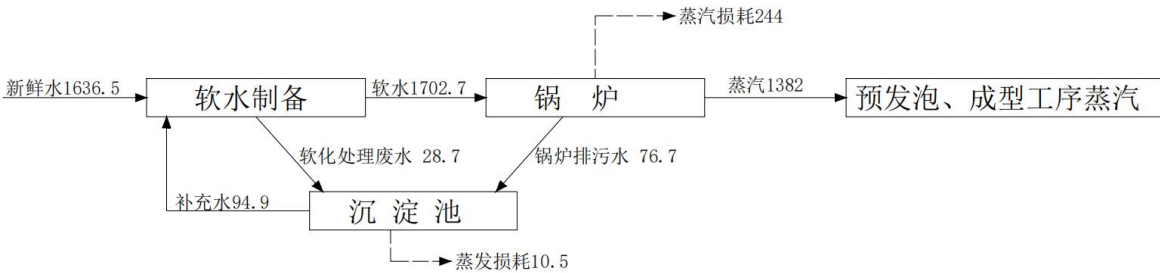 蒸汽损耗244
新鲜水1636.5
软水制备
软水1702.7
锅 炉
蒸汽1382
预发泡、成型工序蒸汽
软化处理废水 28.7
锅炉排污水 76.7
补充水94.9
沉 淀 池
蒸发损耗10.5